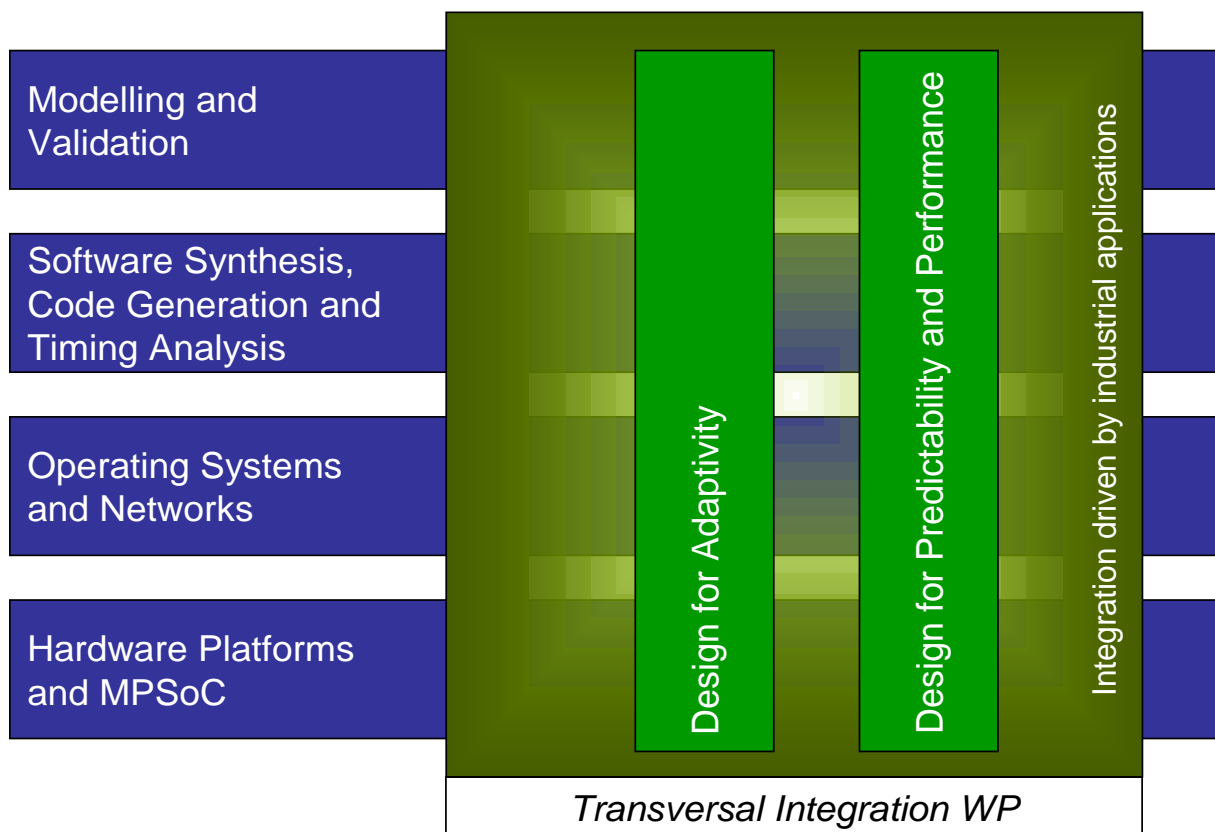 Modelling and
Validation
Software Synthesis,
Code Generation and
Timing Analysis
Operating Systems
and Networks
Hardware Platforms
and MPSoC
Design for Adaptivity
Design for Predictability and Performance
Integration driven by industrial applications
Transversal Integration WP